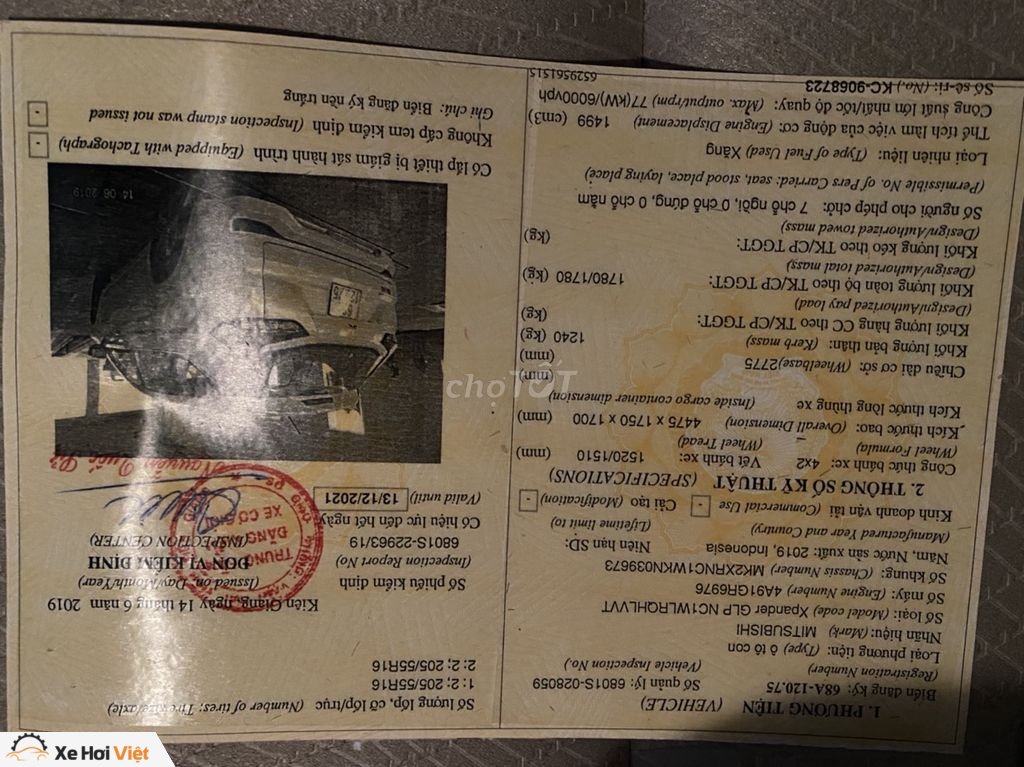 1. PHƯƠNG TIỆN (VEHICLE)
Biển đăng ký: 68A-120.75 Số quản lý: 6801S-028059
(Registration Number) (Vehicle Inspection No.)
Loại phương tiện: (Type) ô tô con
Nhãn hiệu: (Mark) MITSUBISHI
Số loại: (Model code) Xpander GLP NC1WLRQHLVVT
Số máy: (Engine Number) 4A91GH6976
Số khung: (Chassis Number) MK2XRNC1WKN039673
Năm, Nước sản xuất: 2019, Indonesia Niên hạn SD:
(Manufactured Year and Country) (Lifetime limit to)
Kinh doanh vận tải (Commercial Use) - Cải tạo (Modification) -
2. THÔNG SỐ KỸ THUẬT (SPECIFICATIONS)
Công thức bánh xe: 4x2 Vết bánh xe: 1520/1510 (mm)
(Wheel Formula) (Wheel Tread)
Kích thước bao: (Overall Dimension) 4475 x 1750 x 1700 (mm)
Kích thước lòng thùng xe (Inside cargo container dimension)
(mm)
Chiều dài cơ sở: (Wheelbase) 2775 (mm)
Khối lượng bản thân: (Kerb mass) 1240 (kg)
Khối lượng hàng CC theo TK/CP TGGT: (kg)
(Design/Authorized pay load)
Khối lượng toàn bộ theo TK/CP TGGT: 1780/1780 (kg)
(Design/Authorized total mass)
Khối lượng kéo theo TK/CP TGGT: (kg)
(Design/Authorized towed mass)
Số người cho phép chở: 7 chỗ ngồi, 0 chỗ đứng, 0 chỗ nằm
(Permissible No. of Pers Carried: seat, stood place, laying place)
Loại nhiên liệu: (Type of Fuel Used) Xăng
Thể tích làm việc của động cơ: (Engine Displacement) 1499 (cm3)
Công suất lớn nhất/tốc độ quay: (Max. output/rpm) 77(kW)/6000vph
Số sê-ri: (No.) KC-9068723
6529561515
Số lượng lốp, cỡ lốp/trục (Number of tires; Tire size/axle)
1: 2; 205/55R16
2: 2; 205/55R16
Kiên Giang, ngày 14 tháng 6 năm 2019
(Issued on: Day/Month/Year)
Số phiếu kiểm định ĐƠN VỊ KIỂM ĐỊNH
(Inspection Report No) (INSPECTION CENTER)
6801S-22963/19
Có hiệu lực đến hết ngày
(Valid until) 13/12/2021
TRUNG
ĐĂNG
XE CƠ GIỚI
14 06 2019
Có lắp thiết bị giám sát hành trình (Equipped with Tachograph) -
Không cấp tem kiểm định (Inspection stamp was not issued -
Ghi chú: Biển đăng ký nền trắng
chợTỐT
Xe Hơi Việt